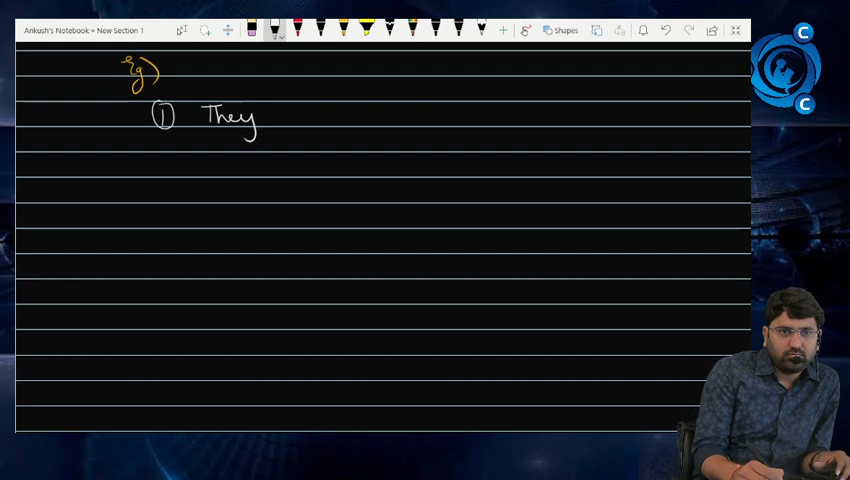 Ankush's Notebook » New Section 1
Shapes
C
Eg)
① They
C